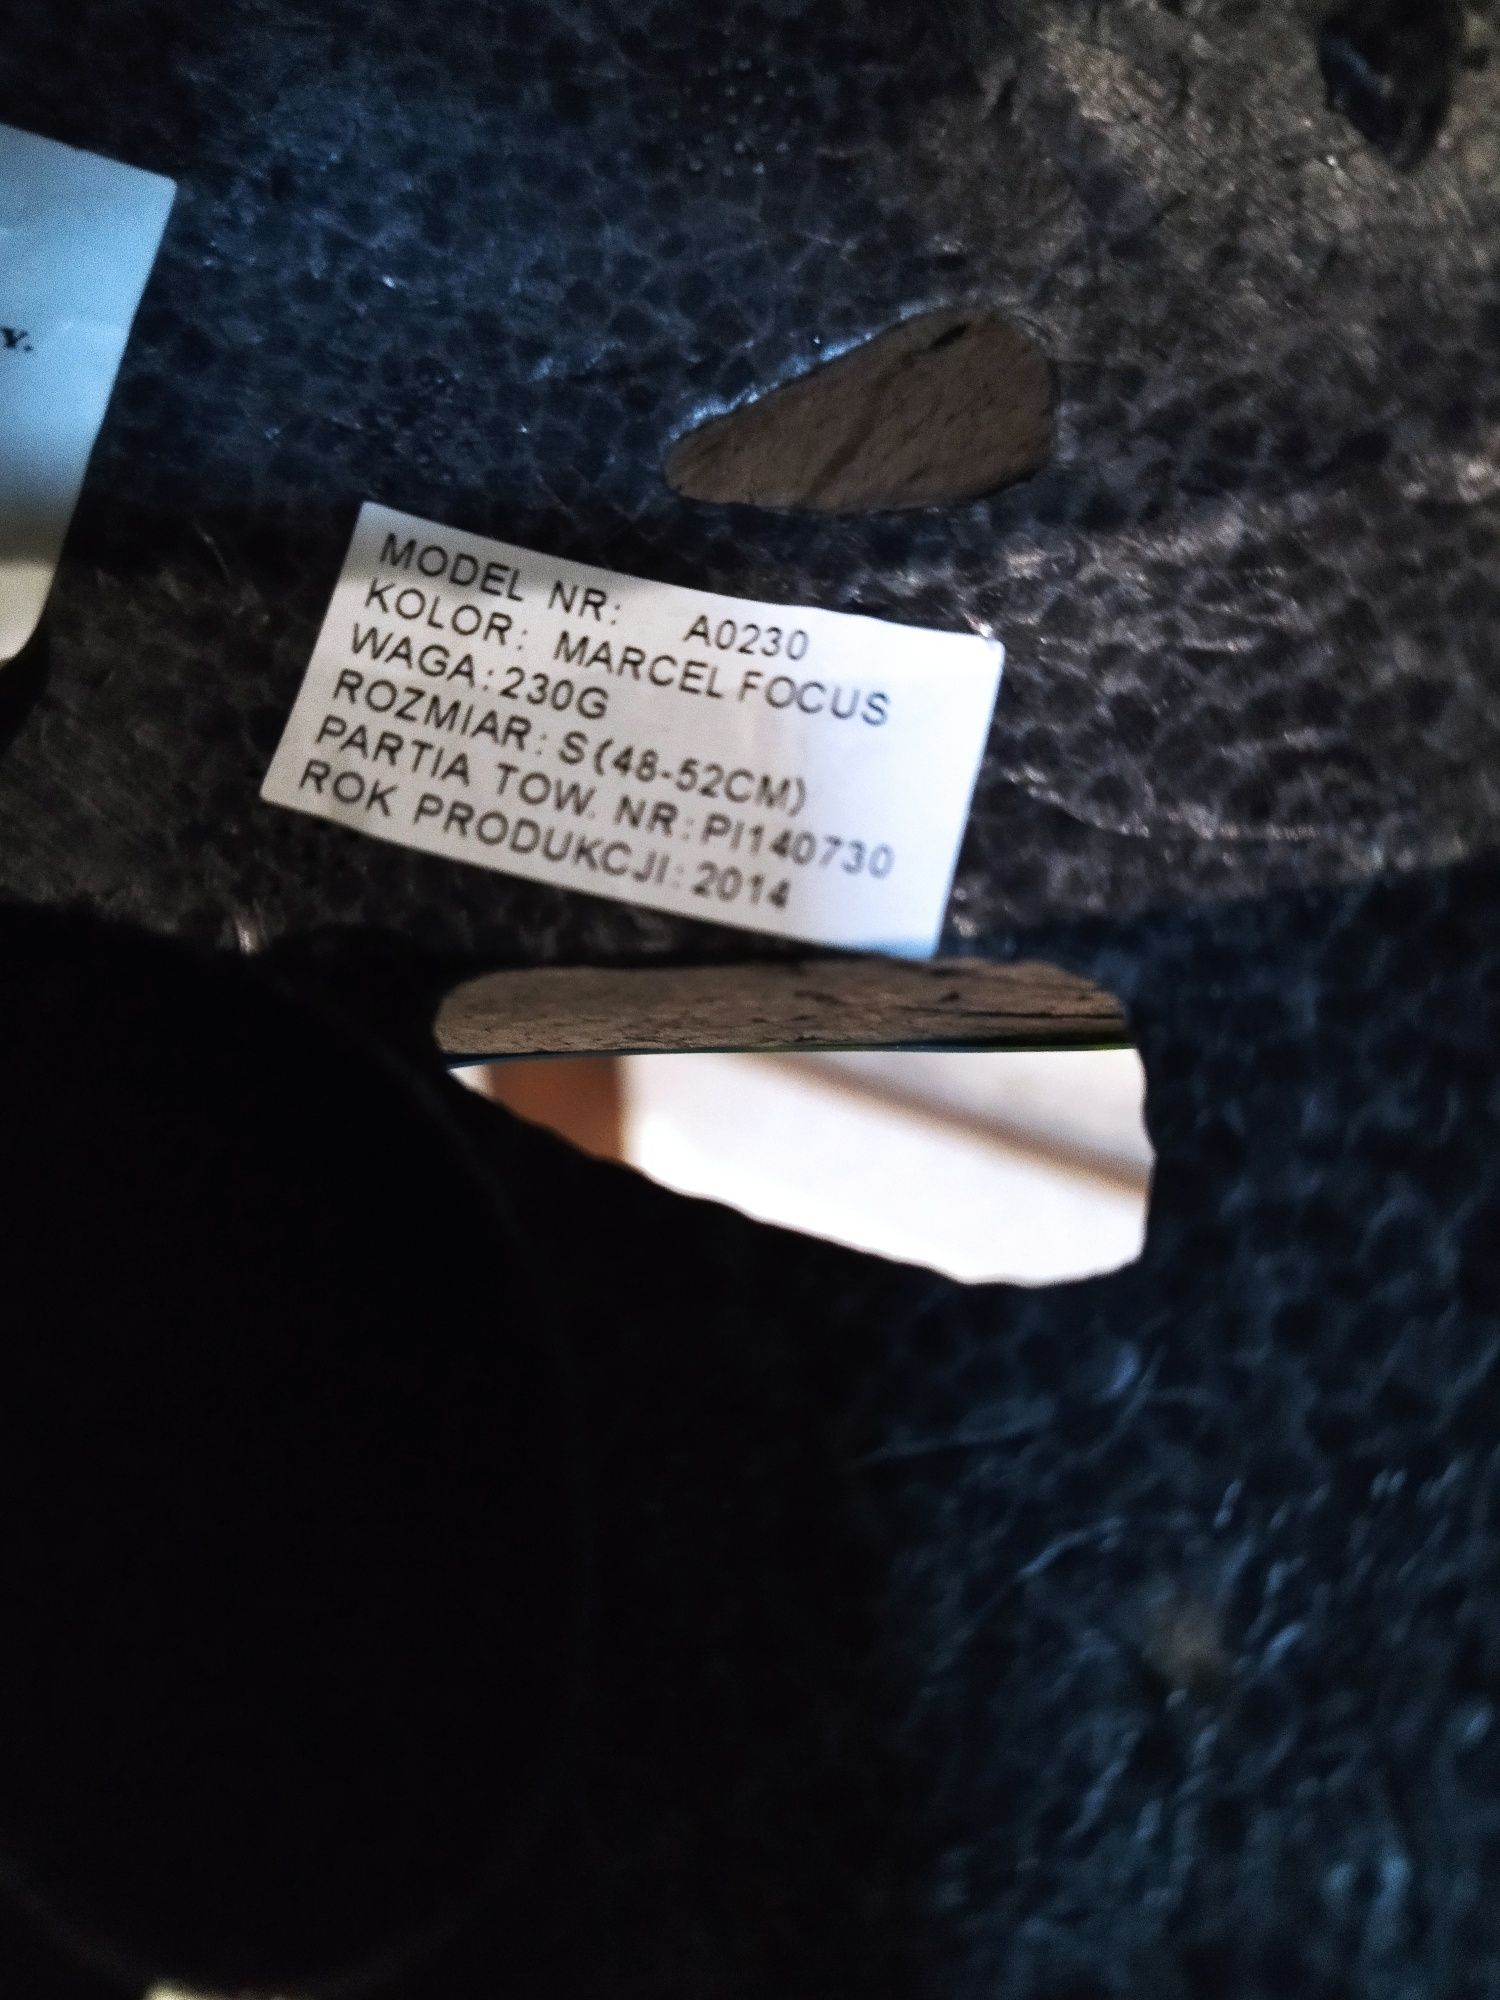 Y.
MODEL NR: A0230
KOLOR: MARCEL FOCUS
WAGA:230G
ROZMIAR: S(48-52CM)
PARTIA TOW. NR:PI140730
ROK PRODUKCJI: 2014